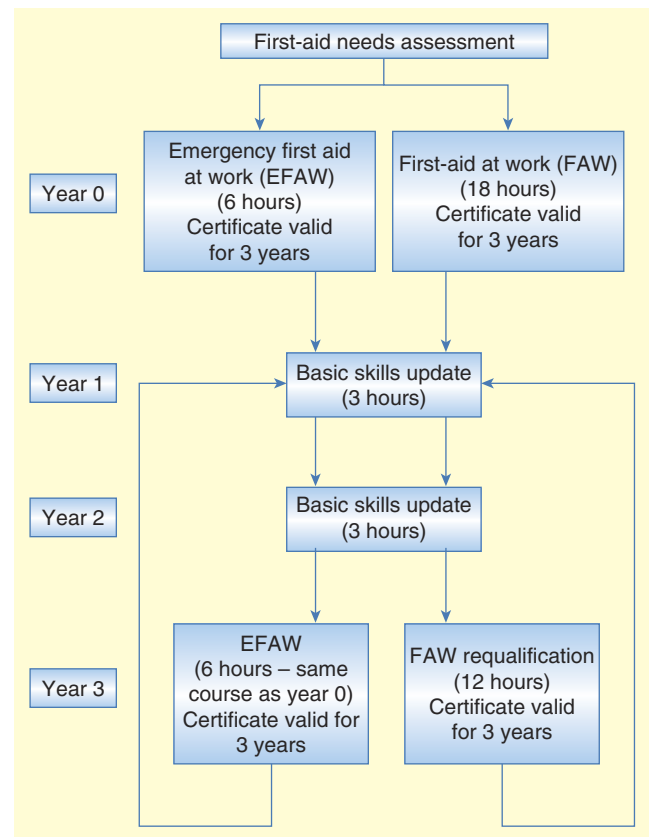 First-aid needs assessment
Year 0
Emergency first aid
at work (EFAW)
(6 hours)
Certificate valid
for 3 years
First-aid at work (FAW)
(18 hours)
Certificate valid
for 3 years
Year 1
Basic skills update
(3 hours)
Year 2
Basic skills update
(3 hours)
Year 3
EFAW
(6 hours – same
course as year 0)
Certificate valid for
3 years
FAW requalification
(12 hours)
Certificate valid
for 3 years